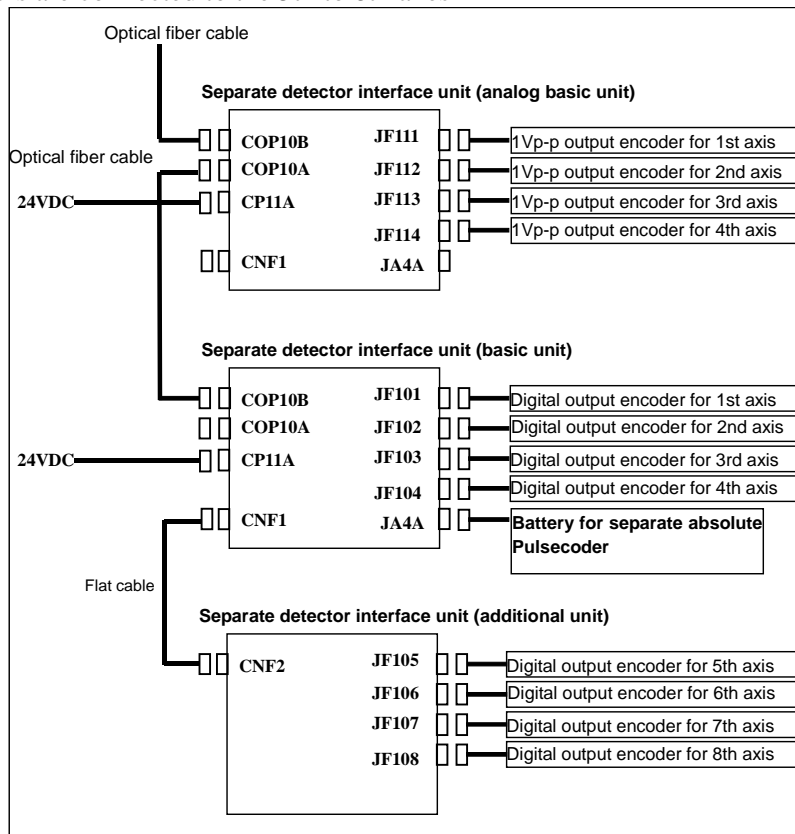 Optical fiber cable
Separate detector interface unit (analog basic unit)
COP10B
JF111
1Vp-p output encoder for 1st axis
Optical fiber cable
COP10A
JF112
1Vp-p output encoder for 2nd axis
24VDC
CP11A
JF113
1Vp-p output encoder for 3rd axis
JF114
1Vp-p output encoder for 4th axis
CNF1
JA4A
Separate detector interface unit (basic unit)
COP10B
JF101
Digital output encoder for 1st axis
COP10A
JF102
Digital output encoder for 2nd axis
24VDC
CP11A
JF103
Digital output encoder for 3rd axis
JF104
Digital output encoder for 4th axis
CNF1
JA4A
Battery for separate absolute
Pulsecoder
Flat cable
Separate detector interface unit (additional unit)
CNF2
JF105
Digital output encoder for 5th axis
JF106
Digital output encoder for 6th axis
JF107
Digital output encoder for 7th axis
JF108
Digital output encoder for 8th axis